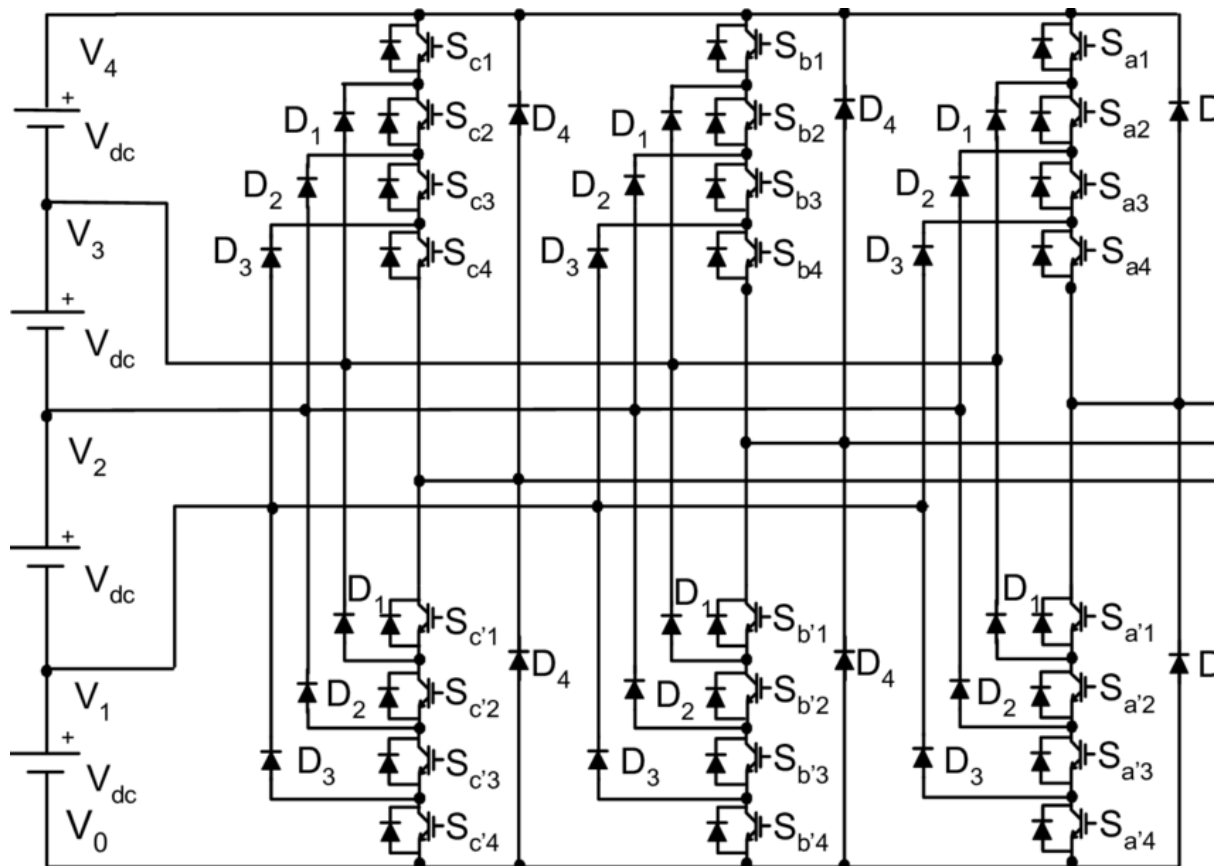 V4
+
Vdc
V3
+
Vdc
V2
+
Vdc
V1
+
Vdc
V0
Sc1
D1
Sc2
D4
D2
Sc3
D3
Sc4
D1
Sc'1
D4
D2
Sc'2
D3
Sc'3
Sc'4
Sb1
D1
Sb2
D4
D2
Sb3
D3
Sb4
D1
Sb'1
D4
D2
Sb'2
D3
Sb'3
Sb'4
Sa1
D1
Sa2
D
D2
Sa3
D3
Sa4
D1
Sa'1
D
D2
Sa'2
D3
Sa'3
Sa'4